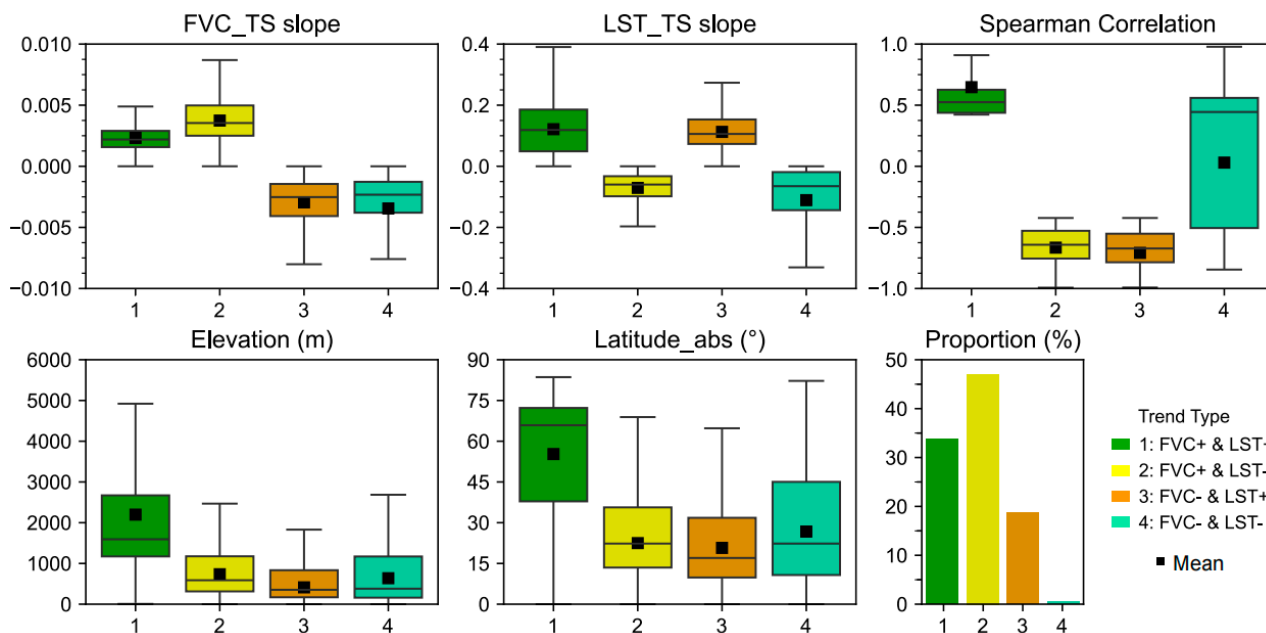 FVC_TS slope
0.010
0.005
0.000
−0.005
−0.010
1 2 3 4
LST_TS slope
0.4
0.2
0.0
−0.2
−0.4
1 2 3 4
Spearman Correlation
1.0
0.5
0.0
−0.5
−1.0
1 2 3 4
Elevation (m)
6000
5000
4000
3000
2000
1000
0
1 2 3 4
Latitude_abs (°)
90
75
60
45
30
15
0
1 2 3 4
Proportion (%)
50
40
30
20
10
0
1 2 3 4
Trend Type
1: FVC+ & LST+
2: FVC+ & LST-
3: FVC- & LST+
4: FVC- & LST-
Mean